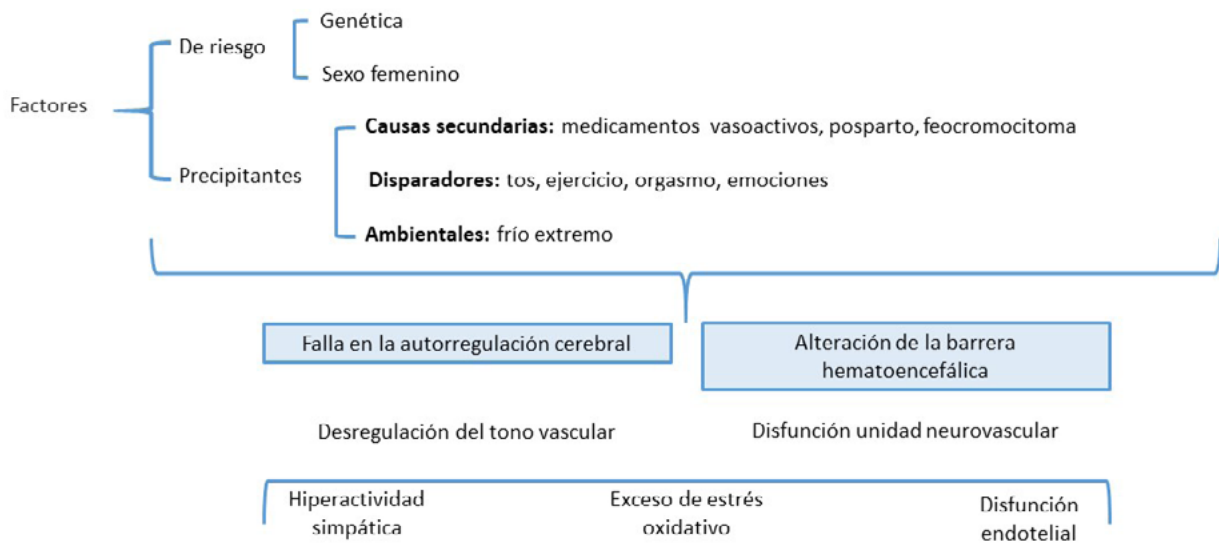 Genética
De riesgo
Sexo femenino
Factores
Causas secundarias: medicamentos vasoactivos, posparto, feocromocitoma
Precipitantes
Disparadores: tos, ejercicio, orgasmo, emociones
Ambientales: frío extremo
Falla en la autorregulación cerebral
Alteración de la barrera
hematoencefálica
Desregulación del tono vascular
Disfunción unidad neurovascular
Hiperactividad
simpática
Exceso de estrés
oxidativo
Disfunción
endotelial